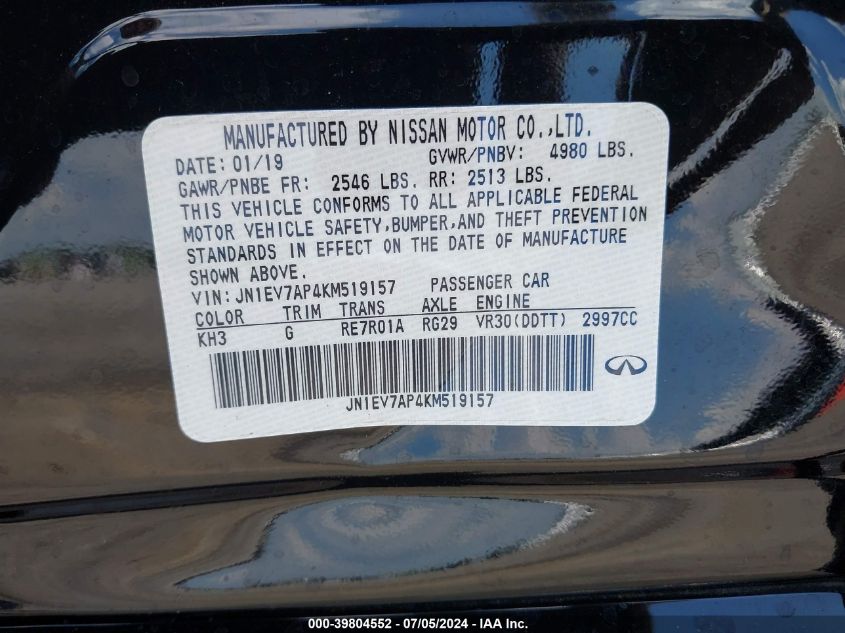 MANUFACTURED BY NISSAN MOTOR CO.,LTD.
DATE: 01/19 GVWR/PNBV: 4980 LBS.
GAWR/PNBE FR: 2546 LBS. RR: 2513 LBS.
THIS VEHICLE CONFORMS TO ALL APPLICABLE FEDERAL
MOTOR VEHICLE SAFETY,BUMPER,AND THEFT PREVENTION
STANDARDS IN EFFECT ON THE DATE OF MANUFACTURE
SHOWN ABOVE.
VIN: JN1EV7AP4KM519157 PASSENGER CAR
COLOR TRIM TRANS AXLE ENGINE
KH3 G RE7R01A RG29 VR30(DDTT) 2997CC
JN1EV7AP4KM519157
000-39804552 - 07/05/2024 - IAA Inc.